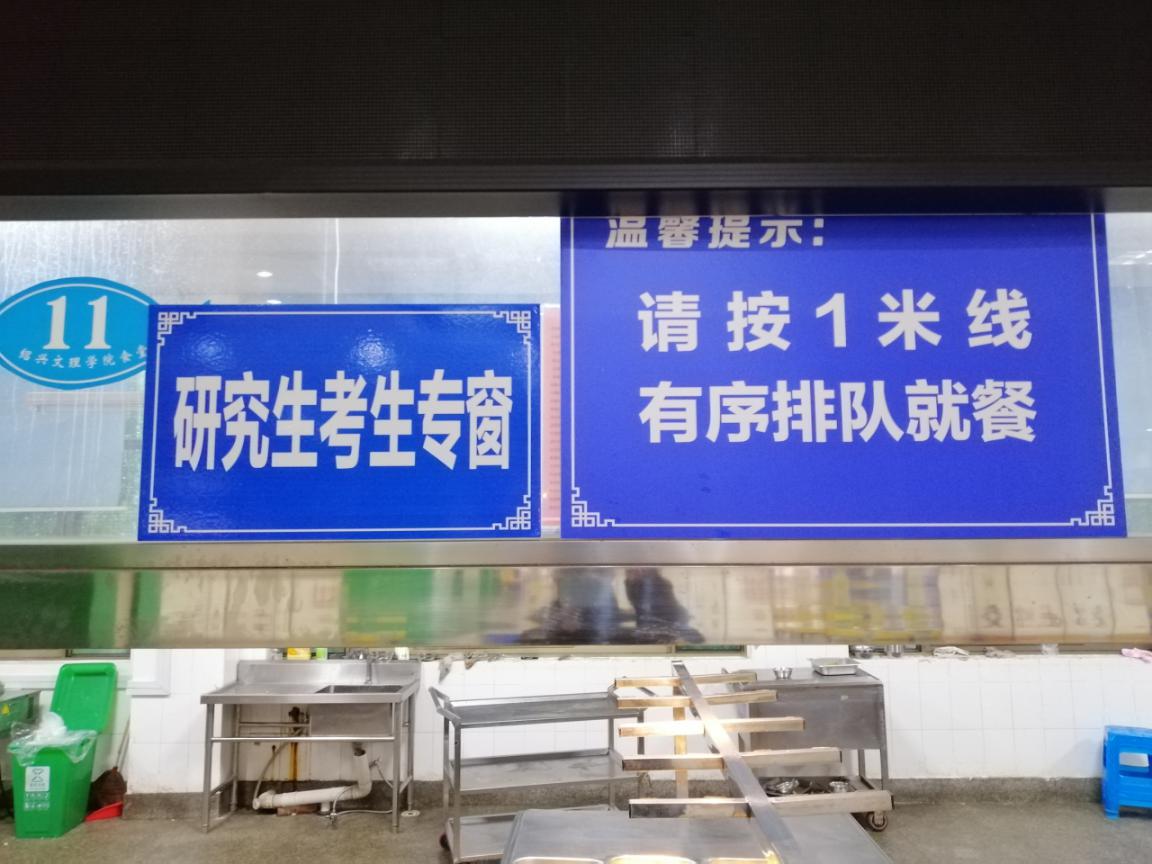 11
绍兴文理学院食堂
研究生考生专窗
温馨提示：
请按1米线
有序排队就餐